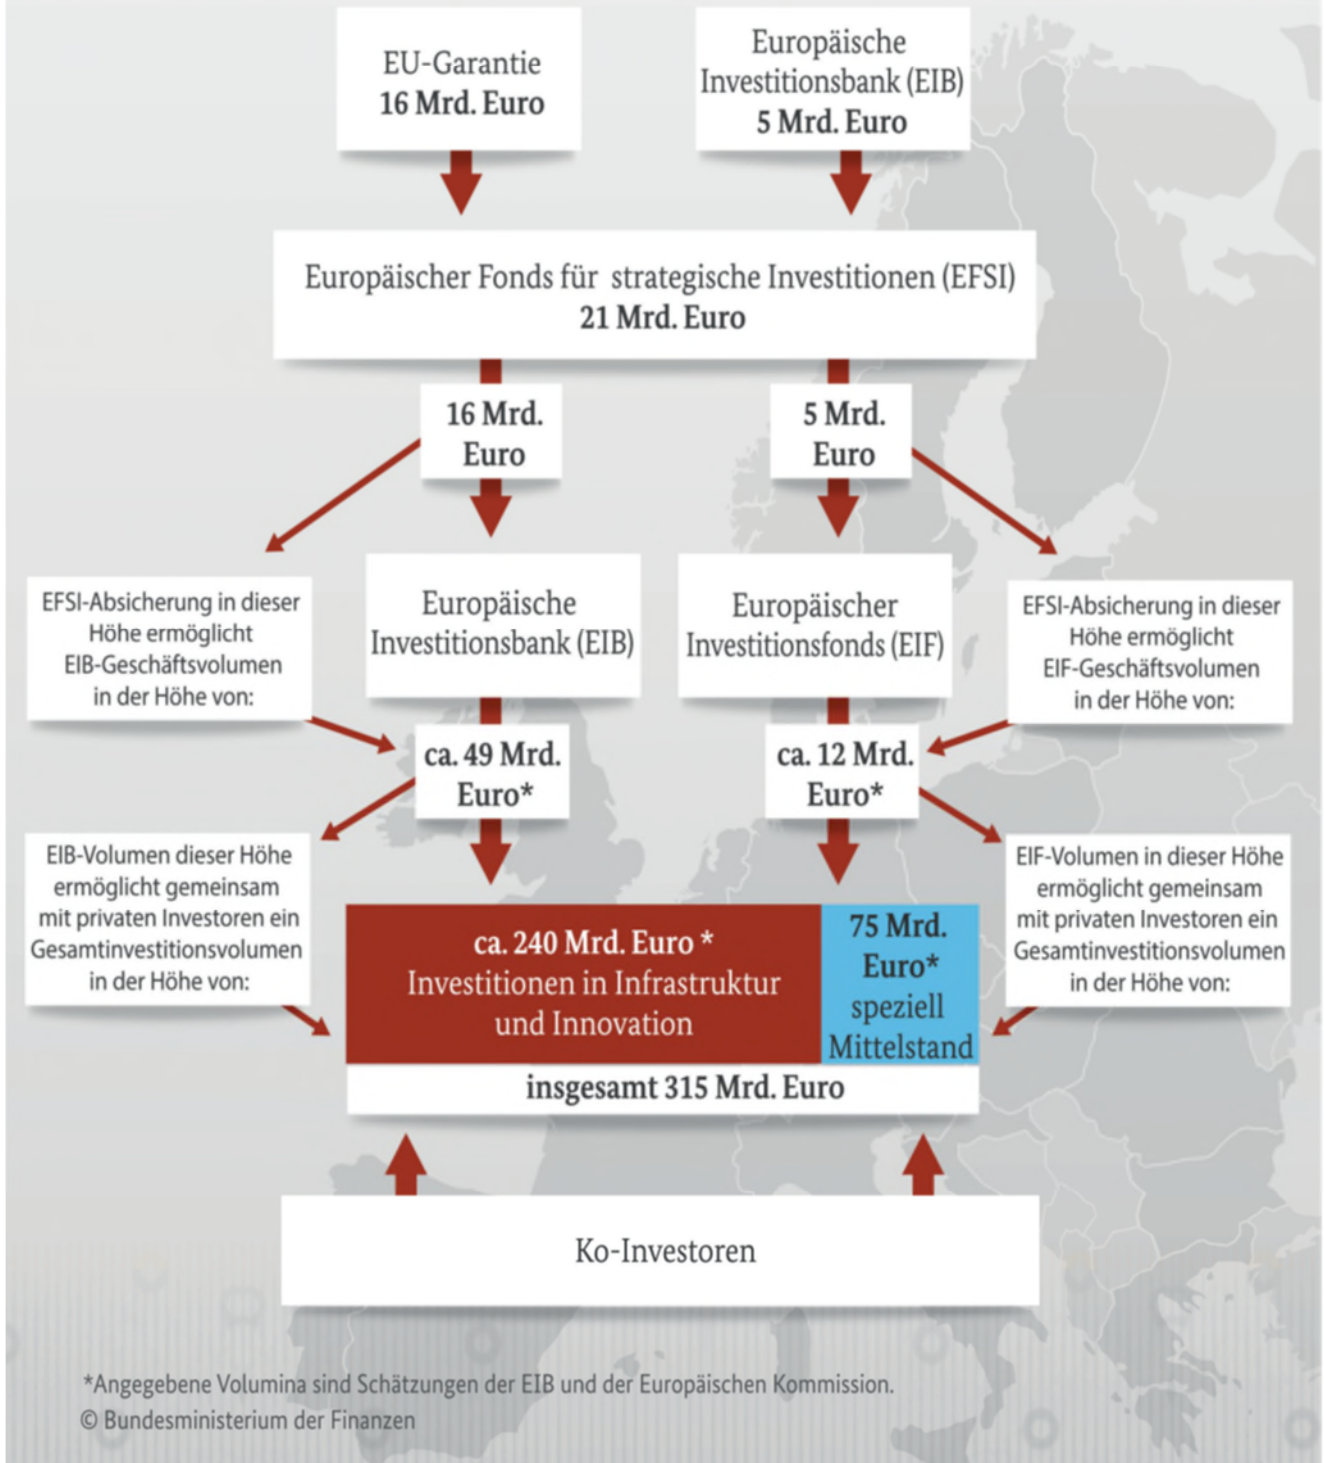 EU-Garantie
16 Mrd. Euro
Europäische
Investitionsbank (EIB)
5 Mrd. Euro
Europäischer Fonds für strategische Investitionen (EFSI)
21 Mrd. Euro
16 Mrd.
Euro
5 Mrd.
Euro
EFSI-Absicherung in dieser
Höhe ermöglicht
EIB-Geschäftsvolumen
in der Höhe von:
Europäische
Investitionsbank (EIB)
Europäischer
Investitionsfonds (EIF)
EFSI-Absicherung in dieser
Höhe ermöglicht
EIF-Geschäftsvolumen
in der Höhe von:
ca. 49 Mrd.
Euro*
ca. 12 Mrd.
Euro*
EIB-Volumen dieser Höhe
ermöglicht gemeinsam
mit privaten Investoren ein
Gesamtinvestitionsvolumen
in der Höhe von:
ca. 240 Mrd. Euro *
Investitionen in Infrastruktur
und Innovation
75 Mrd.
Euro*
speziell
Mittelstand
EIF-Volumen in dieser Höhe
ermöglicht gemeinsam
mit privaten Investoren ein
Gesamtinvestitionsvolumen
in der Höhe von:
insgesamt 315 Mrd. Euro
Ko-Investoren
*Angegebene Volumina sind Schätzungen der EIB und der Europäischen Kommission.
© Bundesministerium der Finanzen